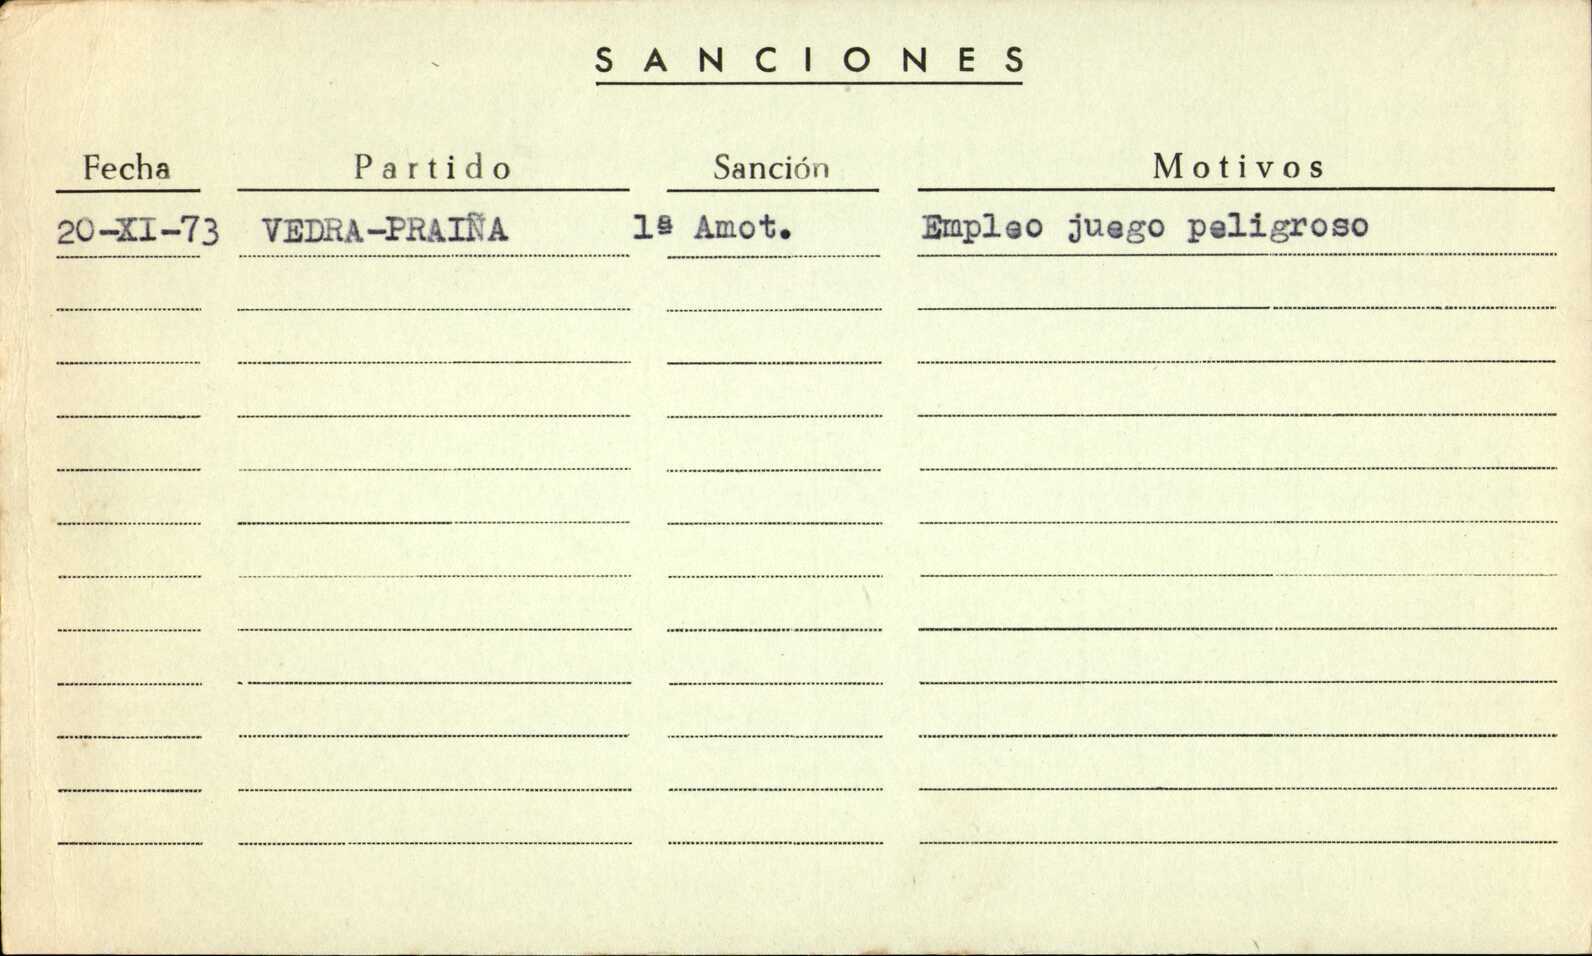 SANCIONES
Fecha Partido Sanción Motivos
20-XI-73 VEDRA-PRAIÑA 1ª Amot. Empleo juego peligroso